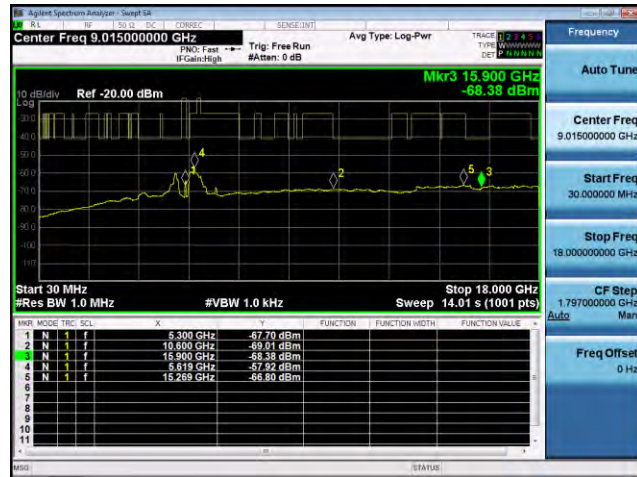 Agilent Spectrum Analyzer - Swept SA
RL RF 50 Ω DC CORREC SENSE:INT
Center Freq 9.015000000 GHz
PNO: Fast
IFGain:High
Trig: Free Run
#Atten: 0 dB
Avg Type: Log-Pwr
TRACE 1 2 3 4 5 6
TYPE WWWWWW
DET P N N N N N
Mkr3 15.900 GHz
-68.38 dBm
10 dB/div Ref -20.00 dBm
Log
-30.0
-40.0
-50.0
-60.0
-70.0
-80.0
-90.0
-100
-110
1
4
2
5
3
Start 30 MHz
Stop 18.000 GHz
#Res BW 1.0 MHz
#VBW 1.0 kHz
Sweep 14.01 s (1001 pts)
MKR MODE TRC SCL X Y FUNCTION FUNCTION WIDTH FUNCTION VALUE
1 N 1 f 5.300 GHz -67.70 dBm
2 N 1 f 10.600 GHz -69.01 dBm
3 N 1 f 15.900 GHz -68.38 dBm
4 N 1 f 5.619 GHz -57.92 dBm
5 N 1 f 15.269 GHz -66.80 dBm
6
7
8
9
10
11
MSG
STATUS
Frequency
Auto Tune
Center Freq
9.015000000 GHz
Start Freq
30.000000 MHz
Stop Freq
18.000000000 GHz
CF Step
1.797000000 GHz
Auto Man
Freq Offset
0 Hz